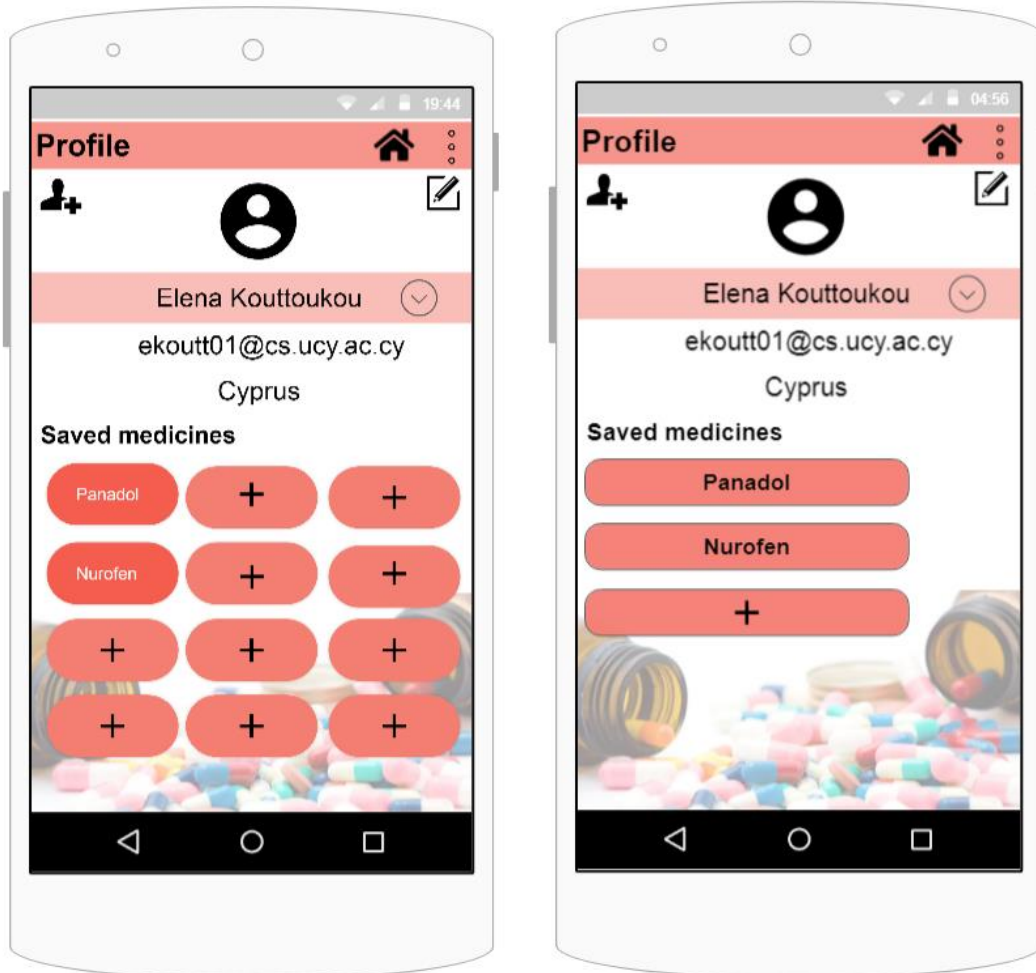 19:44
Profile
Elena Kouttoukou
ekoutt01@cs.ucy.ac.cy
Cyprus
Saved medicines
Panadol + +
Nurofen + +
+ + +
+ + +
04:56
Profile
Elena Kouttoukou
ekoutt01@cs.ucy.ac.cy
Cyprus
Saved medicines
Panadol
Nurofen
+